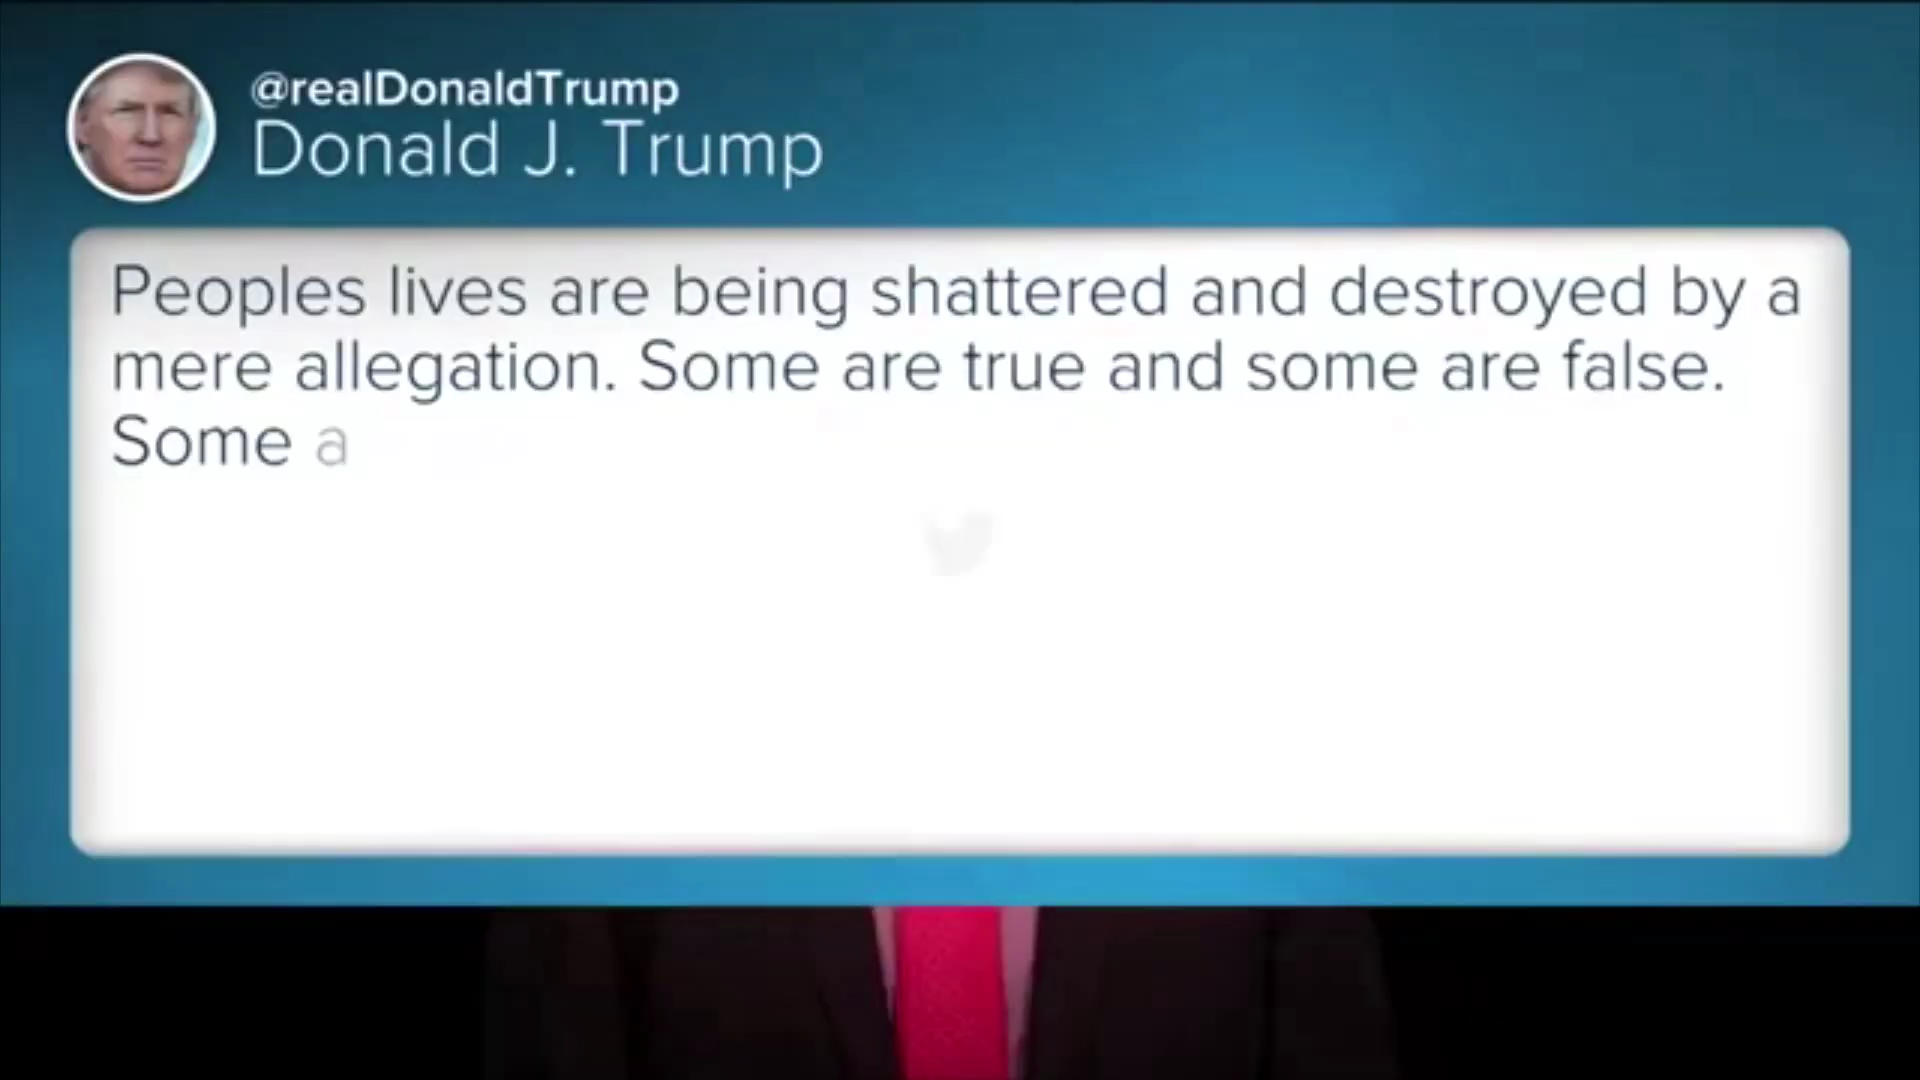 @realDonaldTrump
Donald J. Trump
Peoples lives are being shattered and destroyed by a
mere allegation. Some are true and some are false.
Some a